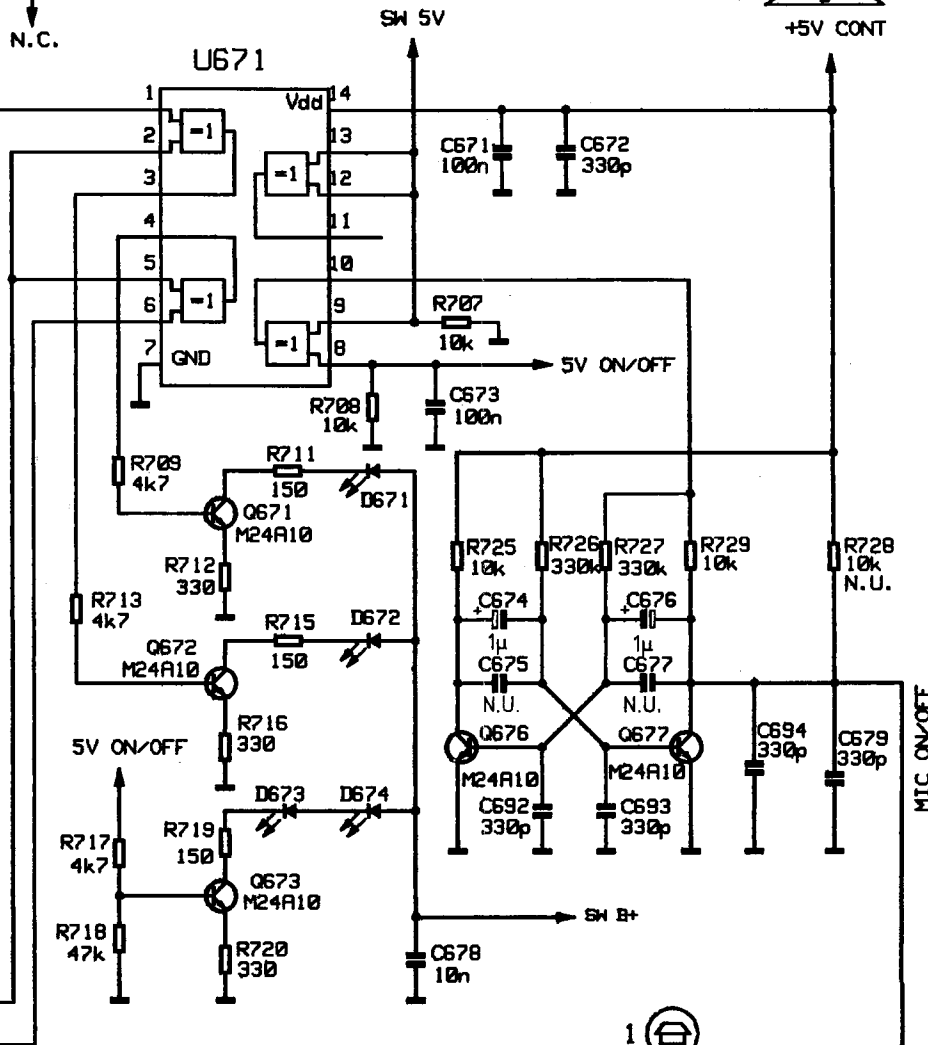 N.C.
SW 5V
+5V CONT
U671
1
Vdd
14
2
=1
13
3
=1
12
4
11
5
10
6
=1
9
7
GND
=1
8
C671
100n
C672
330p
R707
10k
5V ON/OFF
R708
10k
C673
100n
R709
4k7
R711
150
D671
Q671
M24A10
R712
330
R713
4k7
R715
150
D672
Q672
M24A10
R716
330
5V ON/OFF
D673
D674
R717
4k7
R719
150
Q673
M24A10
R718
47k
R720
330
C678
10n
SW B+
R725
10k
R726
330k
R727
330k
R729
10k
R728
10k
N.U.
+
C674
1µ
+
C676
1µ
C675
N.U.
C677
N.U.
Q676
M24A10
Q677
M24A10
C692
330p
C693
330p
C694
330p
C679
330p
MIC ON/OFF
1